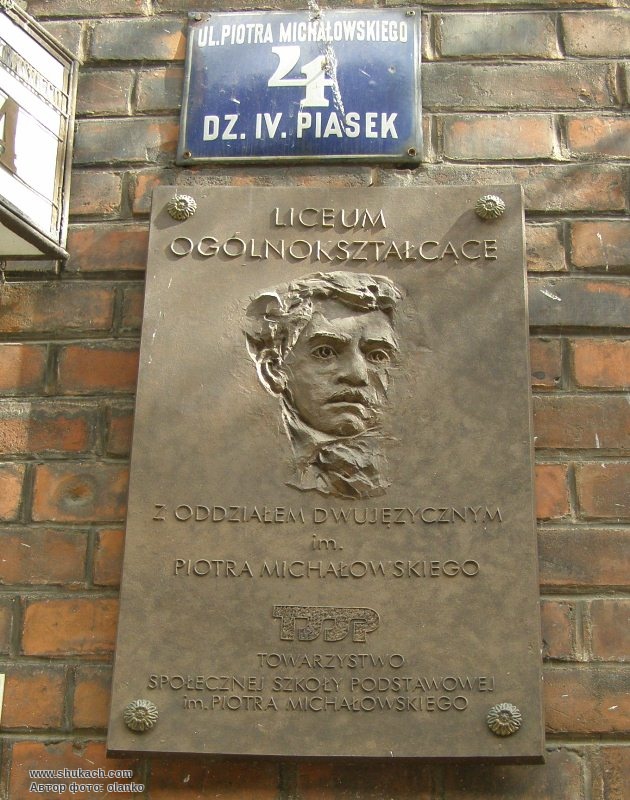 UL. PIOTRA MICHAŁOWSKIEGO
4
DZ. IV. PIASEK
LICEUM
OGÓLNOKSZTAŁCĄCE
Z ODDZIAŁEM DWUJĘZYCZNYM
im.
PIOTRA MICHAŁOWSKIEGO
TSSP
TOWARZYSTWO
SPOŁECZNEJ SZKOŁY PODSTAWOWEJ
im. PIOTRA MICHAŁOWSKIEGO
www.shukach.com
Автор фото: olanko